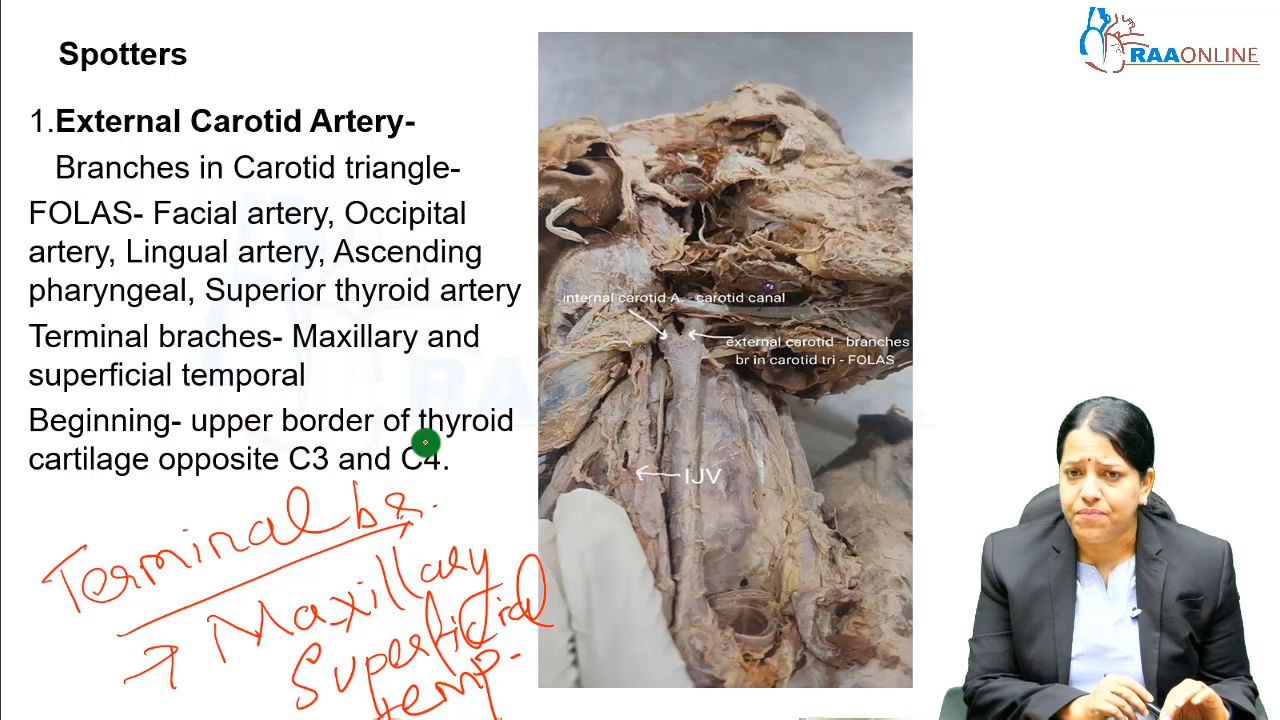 Spotters
RAAONLINE
1.External Carotid Artery-
Branches in Carotid triangle-
FOLAS- Facial artery, Occipital
artery, Lingual artery, Ascending
pharyngeal, Superior thyroid artery
Terminal braches- Maxillary and
superficial temporal
Beginning- upper border of thyroid
cartilage opposite C3 and C4.
Terminal br.
Maxillary
Superficial
temp.
internal carotid A. - carotid canal
external carotid - branches
br in carotid tri - FOLAS
IJV